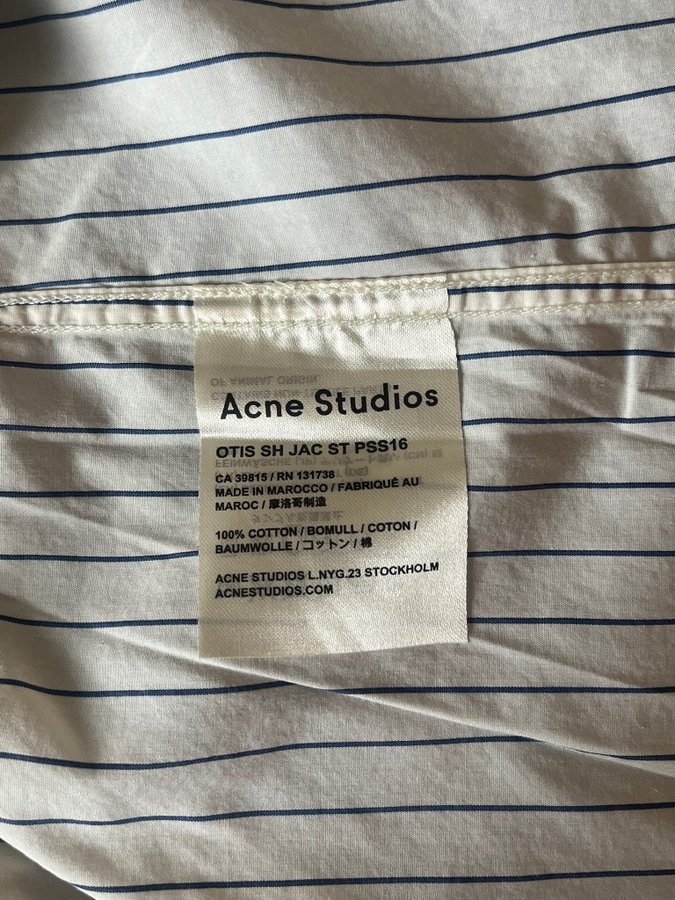 Acne Studios
OTIS SH JAC ST PSS16
CA 39815 / RN 131738
MADE IN MAROCCO / FABRIQUÉ AU
MAROC / 摩洛哥制造
100% COTTON / BOMULL / COTON /
BAUMWOLLE / コットン / 棉
ACNE STUDIOS L.NYG.23 STOCKHOLM
ACNESTUDIOS.COM